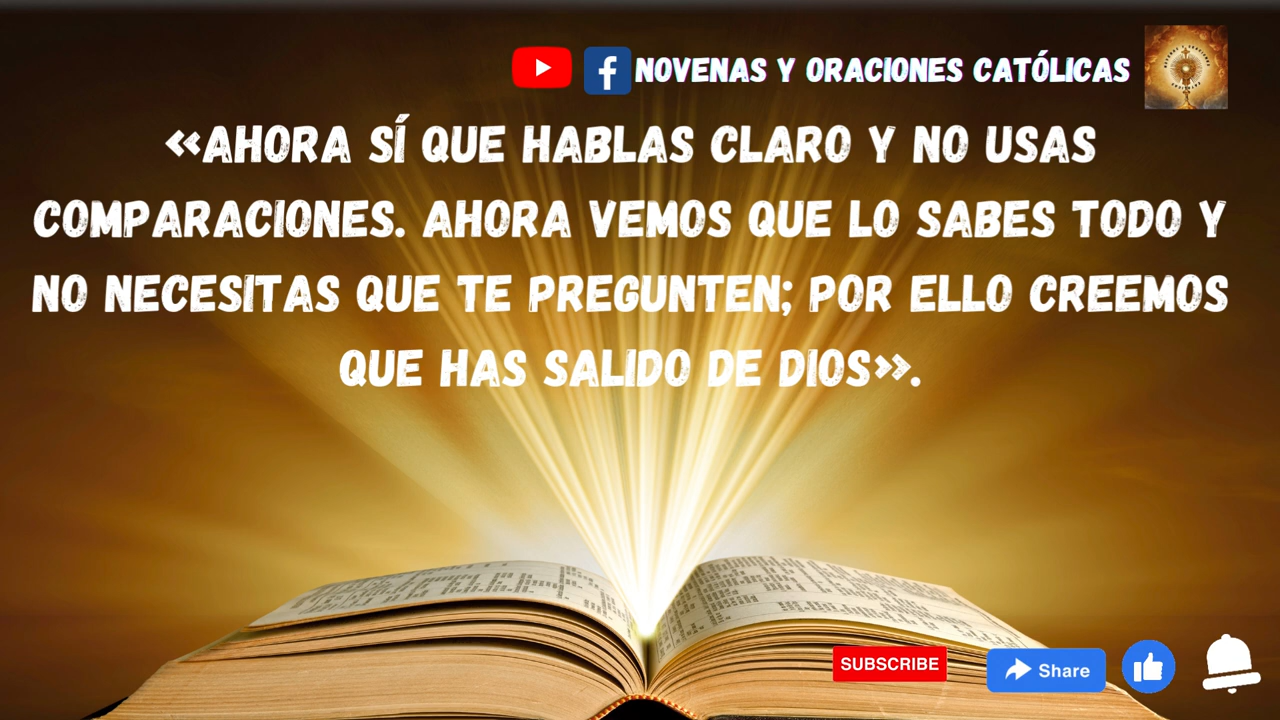 NOVENAS Y ORACIONES CATÓLICAS
«AHORA SÍ QUE HABLAS CLARO Y NO USAS
COMPARACIONES. AHORA VEMOS QUE LO SABES TODO Y
NO NECESITAS QUE TE PREGUNTEN; POR ELLO CREEMOS
QUE HAS SALIDO DE DIOS».
SUBSCRIBE
Share